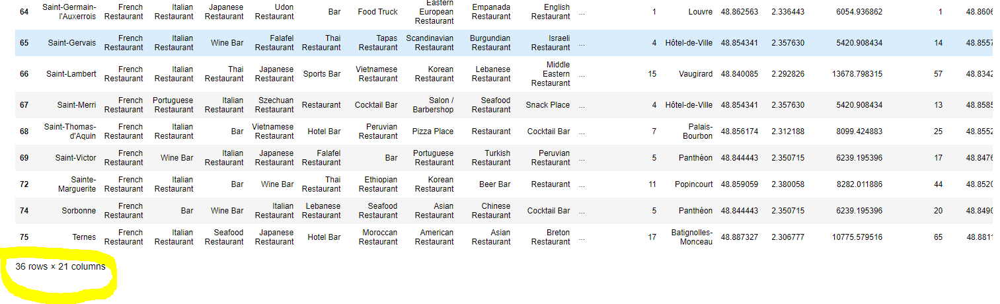 Eastern
64 Saint-Germain-l'Auxerrois French Restaurant Italian Restaurant Japanese Restaurant Udon Restaurant Bar Food Truck European Restaurant Empanada Restaurant English Restaurant ... 1 Louvre 48.862563 2.336443 6054.936862 1 48.8606
65 Saint-Gervais French Restaurant Italian Restaurant Wine Bar Falafel Restaurant Thai Restaurant Tapas Restaurant Scandinavian Restaurant Burgundian Restaurant Israeli Restaurant ... 4 Hôtel-de-Ville 48.854341 2.357630 5420.908434 14 48.8557
66 Saint-Lambert French Restaurant Italian Restaurant Thai Restaurant Japanese Restaurant Sports Bar Vietnamese Restaurant Korean Restaurant Lebanese Restaurant Middle Eastern Restaurant ... 15 Vaugirard 48.840085 2.292826 13678.798315 57 48.8342
67 Saint-Merri French Restaurant Portuguese Restaurant Italian Restaurant Szechuan Restaurant Restaurant Cocktail Bar Salon / Barbershop Seafood Restaurant Snack Place ... 4 Hôtel-de-Ville 48.854341 2.357630 5420.908434 13 48.8585
68 Saint-Thomas-d'Aquin French Restaurant Italian Restaurant Bar Vietnamese Restaurant Hotel Bar Peruvian Restaurant Pizza Place Restaurant Cocktail Bar ... 7 Palais-Bourbon 48.856174 2.312188 8099.424883 25 48.8552
69 Saint-Victor French Restaurant Wine Bar Italian Restaurant Japanese Restaurant Falafel Restaurant Bar Portuguese Restaurant Turkish Restaurant Peruvian Restaurant ... 5 Panthéon 48.844443 2.350715 6239.195396 17 48.8476
72 Sainte-Marguerite French Restaurant Italian Restaurant Bar Wine Bar Thai Restaurant Ethiopian Restaurant Korean Restaurant Beer Bar Restaurant ... 11 Popincourt 48.859059 2.380058 8282.011886 44 48.8520
74 Sorbonne French Restaurant Bar Wine Bar Italian Restaurant Lebanese Restaurant Seafood Restaurant Asian Restaurant Chinese Restaurant Cocktail Bar ... 5 Panthéon 48.844443 2.350715 6239.195396 20 48.8490
75 Ternes French Restaurant Italian Restaurant Seafood Restaurant Japanese Restaurant Hotel Bar Moroccan Restaurant American Restaurant Asian Restaurant Breton Restaurant ... 17 Batignolles-Monceau 48.887327 2.306777 10775.579516 65 48.8811
36 rows × 21 columns